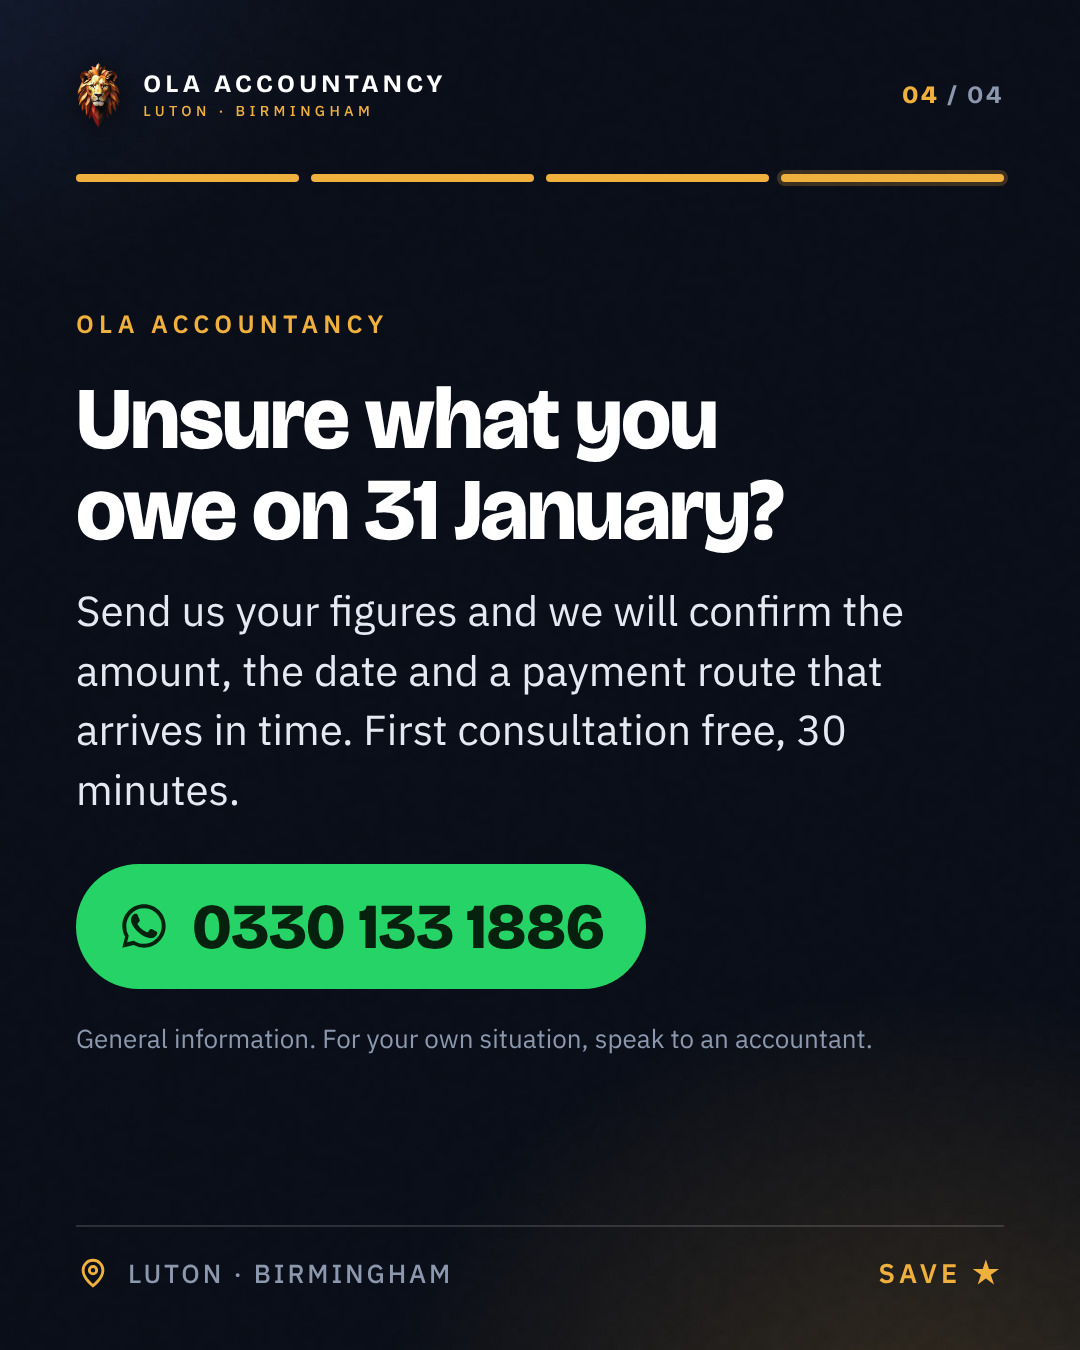 OLA ACCOUNTANCY
LUTON · BIRMINGHAM
04 / 04
OLA ACCOUNTANCY
Unsure what you
owe on 31 January?
Send us your figures and we will confirm the
amount, the date and a payment route that
arrives in time. First consultation free, 30
minutes.
0330 133 1886
General information. For your own situation, speak to an accountant.
LUTON · BIRMINGHAM
SAVE ★